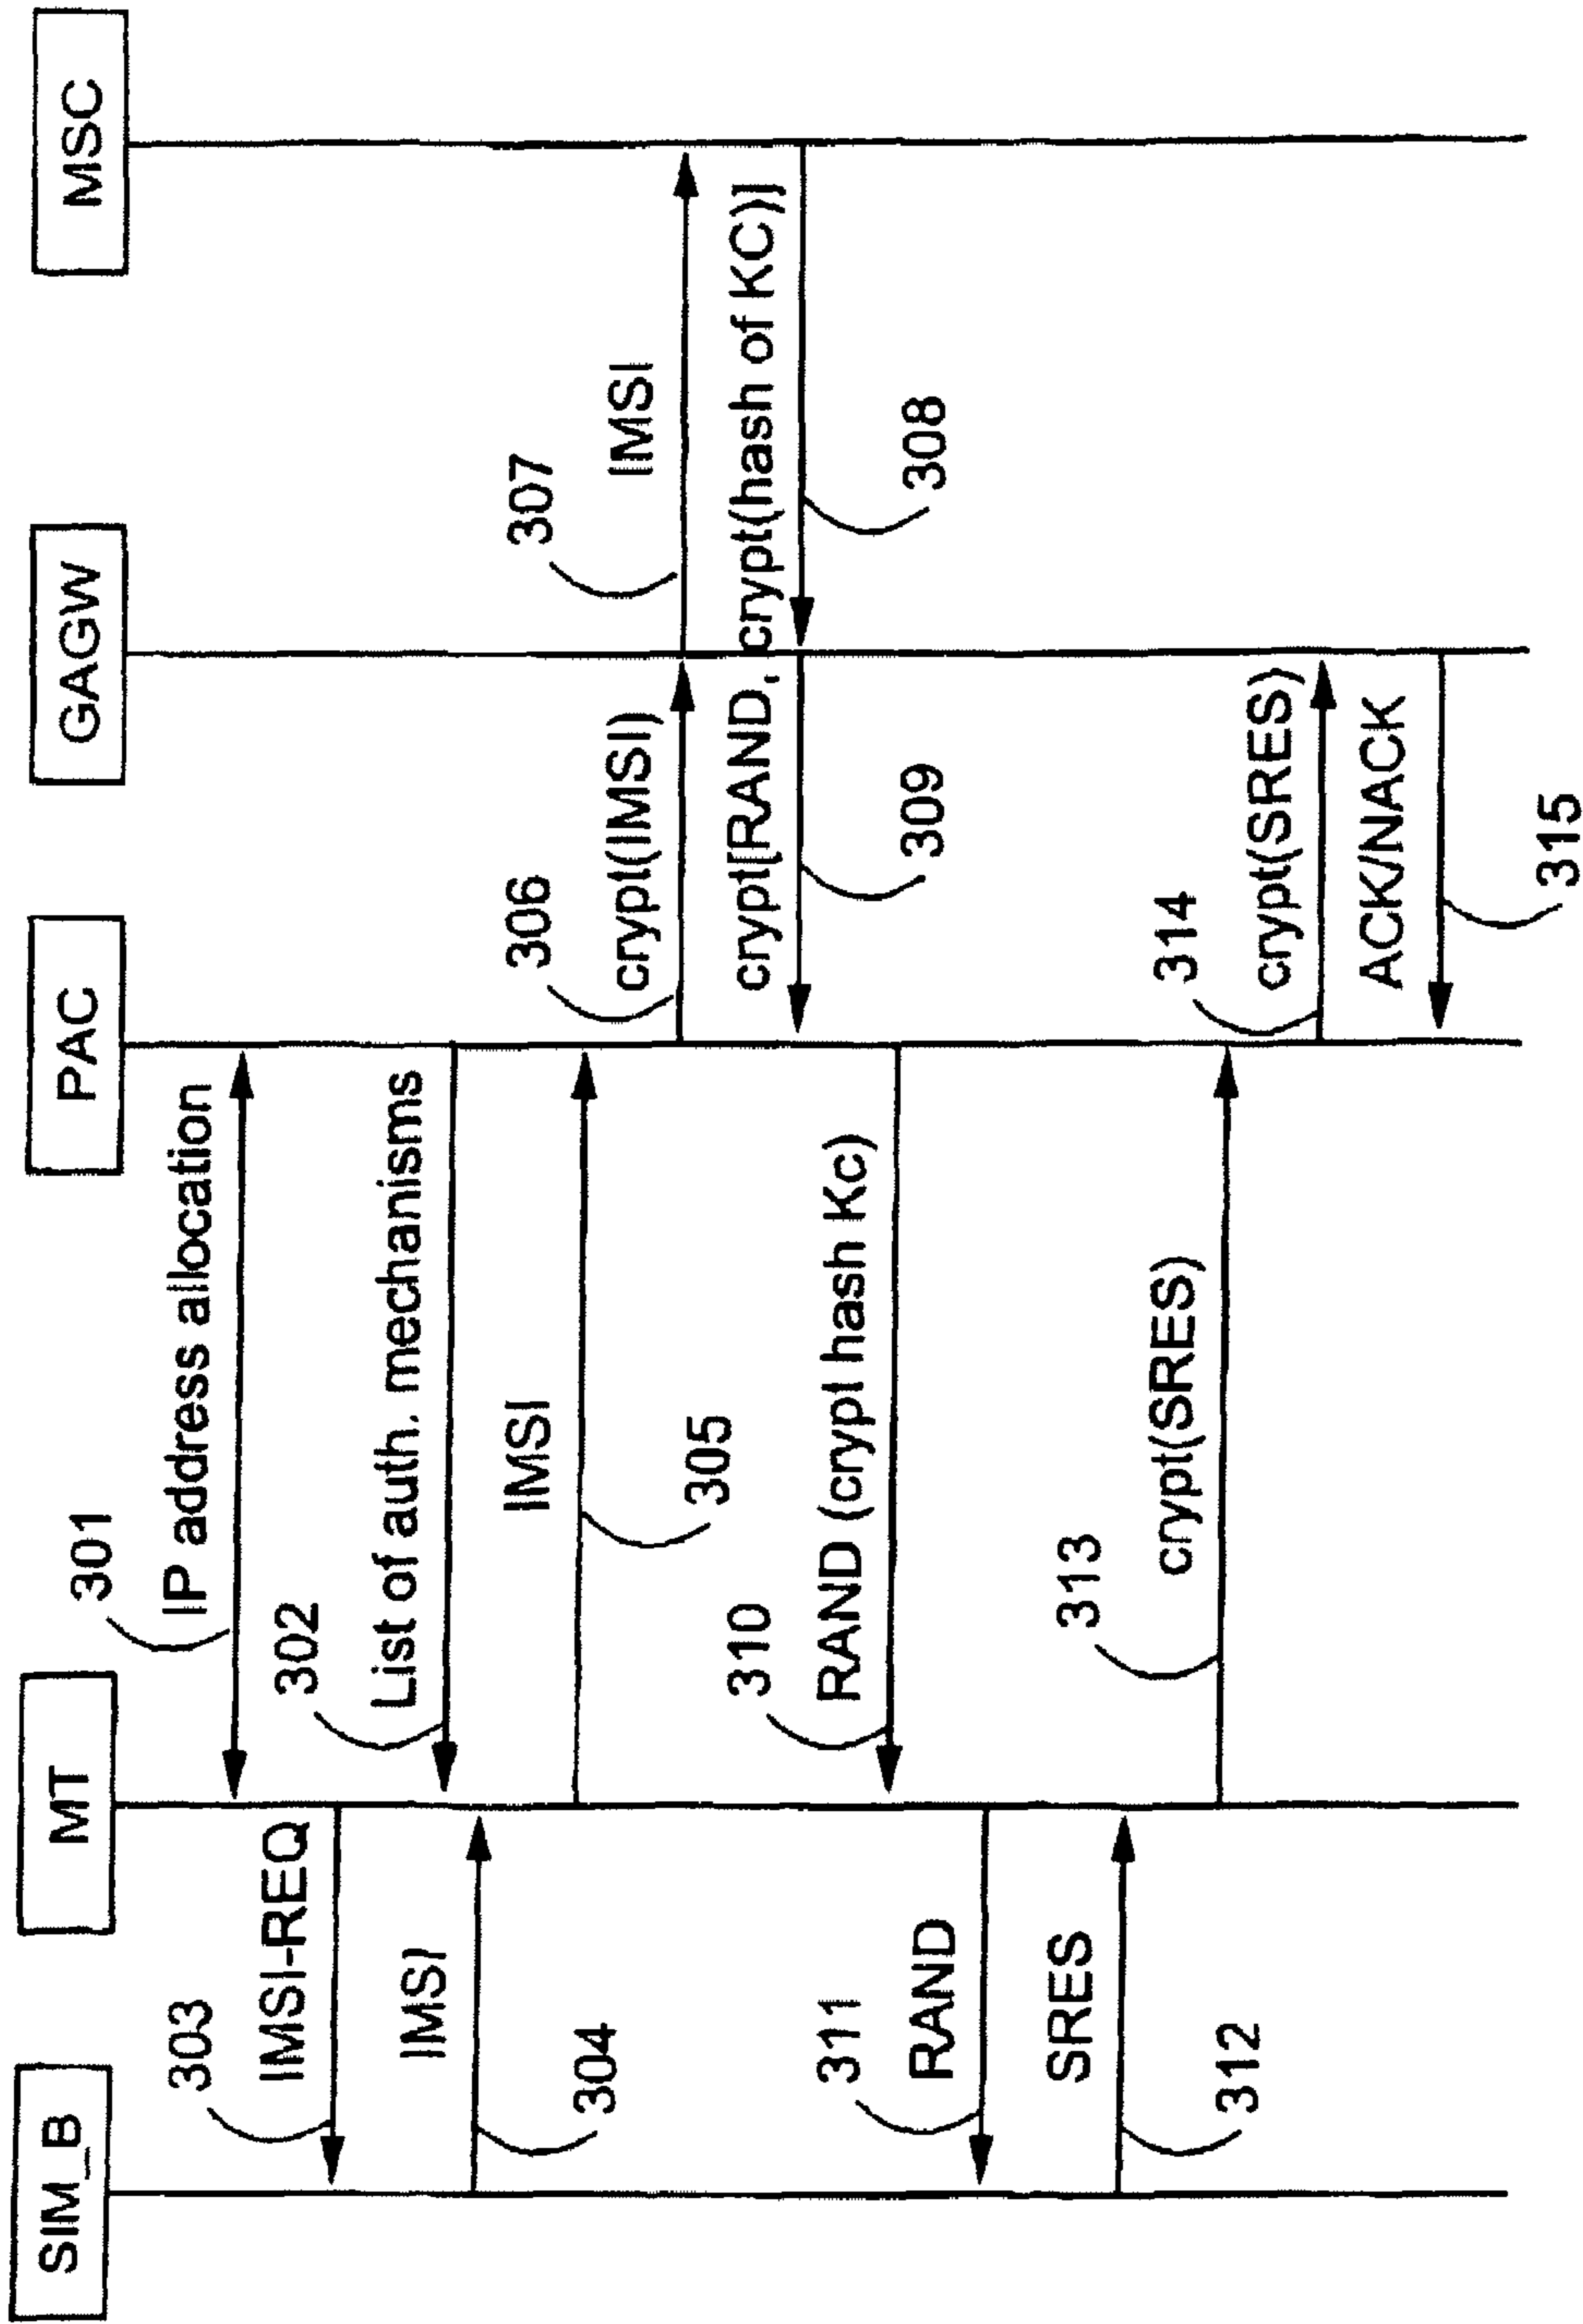 SIM_B
MT
PAC
GAGW
MSC
301
IP address allocation
302
List of auth. mechanisms
303
IMSI-REQ
IMSI
304
IMSI
305
306
crypt(IMSI)
307
IMSI
crypt[RAND, crypt(hash of KC)]
308
309
310
RAND (crypt hash Kc)
311
RAND
SRES
312
313
crypt(SRES)
314
crypt(SRES)
ACK/NACK
315